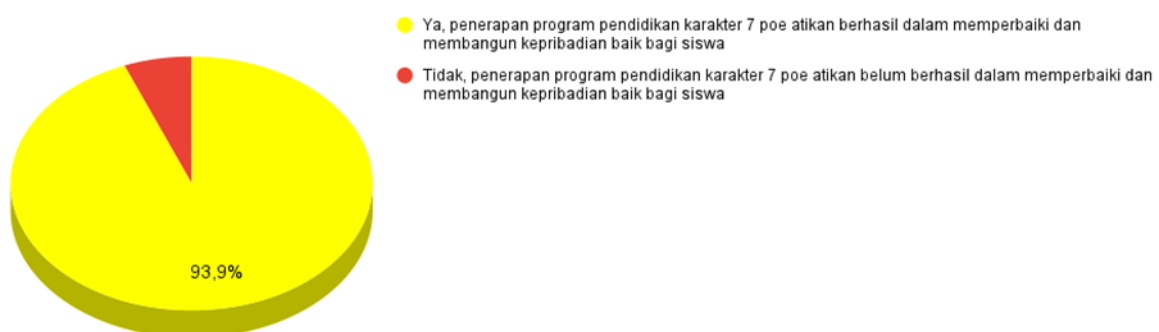 Ya, penerapan program pendidikan karakter 7 poe atikan berhasil dalam memperbaiki dan
membangun kepribadian baik bagi siswa
Tidak, penerapan program pendidikan karakter 7 poe atikan belum berhasil dalam memperbaiki dan
membangun kepribadian baik bagi siswa
93,9%